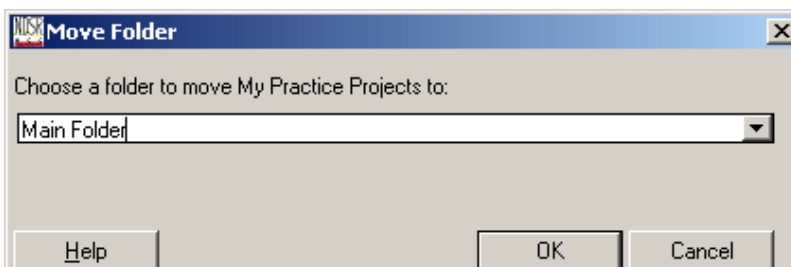 Move Folder
Choose a folder to move My Practice Projects to:
Main Folder
Help OK Cancel